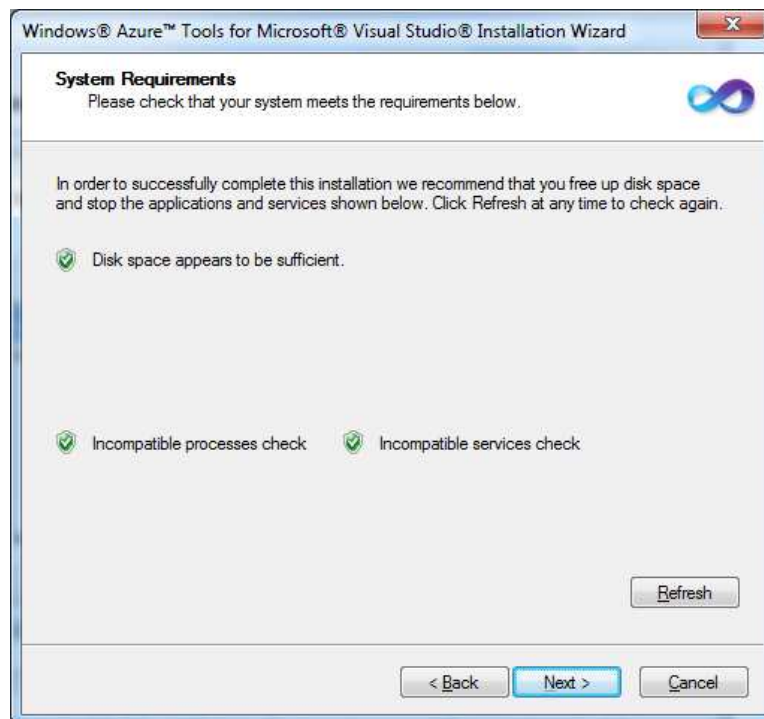 Windows® Azure™ Tools for Microsoft® Visual Studio® Installation Wizard
System Requirements
Please check that your system meets the requirements below.
In order to successfully complete this installation we recommend that you free up disk space
and stop the applications and services shown below. Click Refresh at any time to check again.
Disk space appears to be sufficient.
Incompatible processes check
Incompatible services check
Refresh
< Back
Next >
Cancel